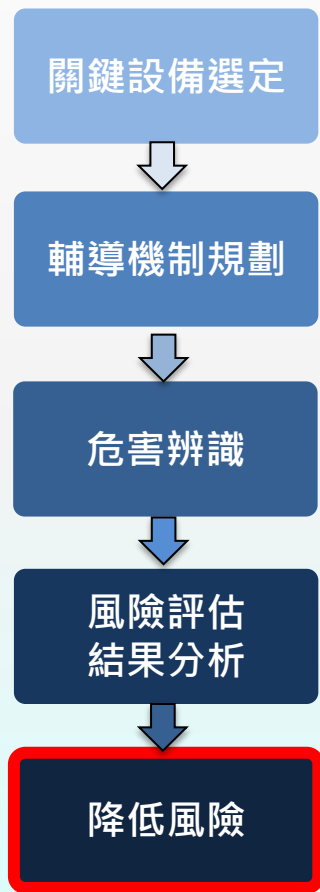 關鍵設備選定
輔導機制規劃
危害辨識
風險評估
結果分析
降低風險